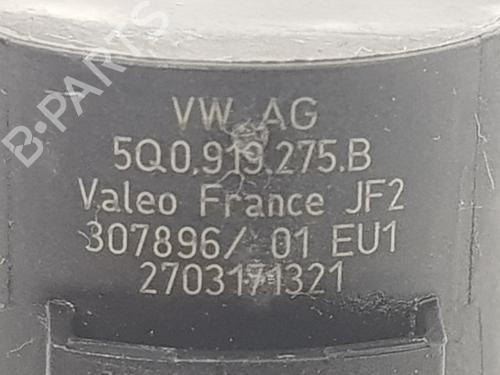 B-PARTS
VW AG
5Q0.919.275.B
Valeo France JF2
307896/ 01 EU1
2703171321